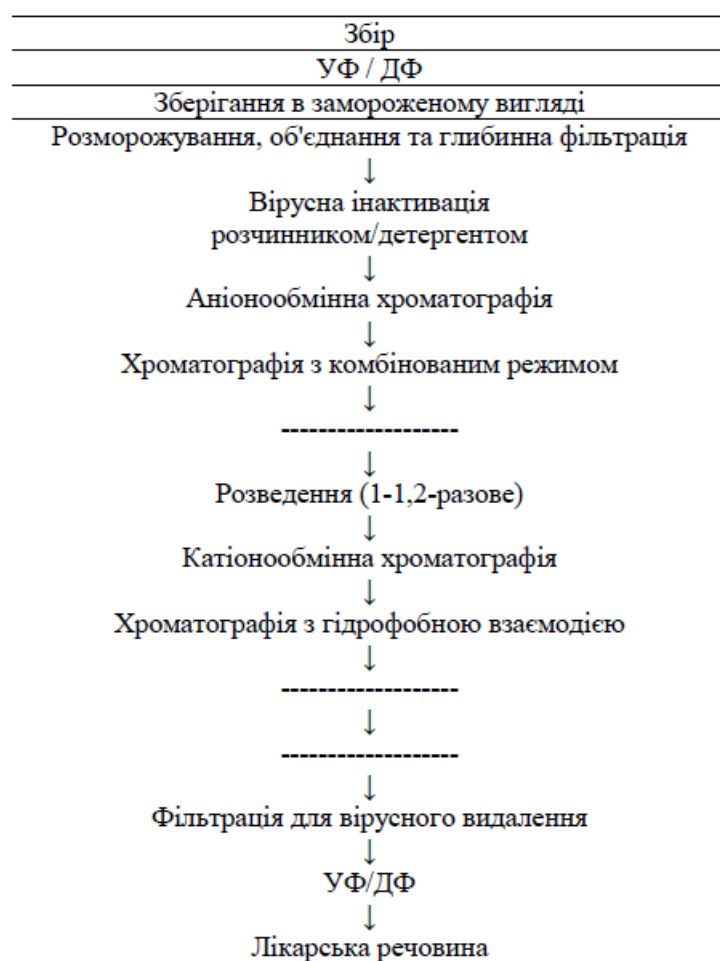 Збір
УФ / ДФ
Зберігання в замороженому вигляді
Розморожування, об'єднання та глибинна фільтрація
↓
Вірусна інактивація
розчинником/детергентом
↓
Аніонообмінна хроматографія
↓
Хроматографія з комбінованим режимом
↓
-------------------
↓
Розведення (1-1,2-разове)
↓
Катіонообмінна хроматографія
↓
Хроматографія з гідрофобною взаємодією
↓
-------------------
↓
-------------------
↓
Фільтрація для вірусного видалення
↓
УФ/ДФ
↓
Лікарська речовина